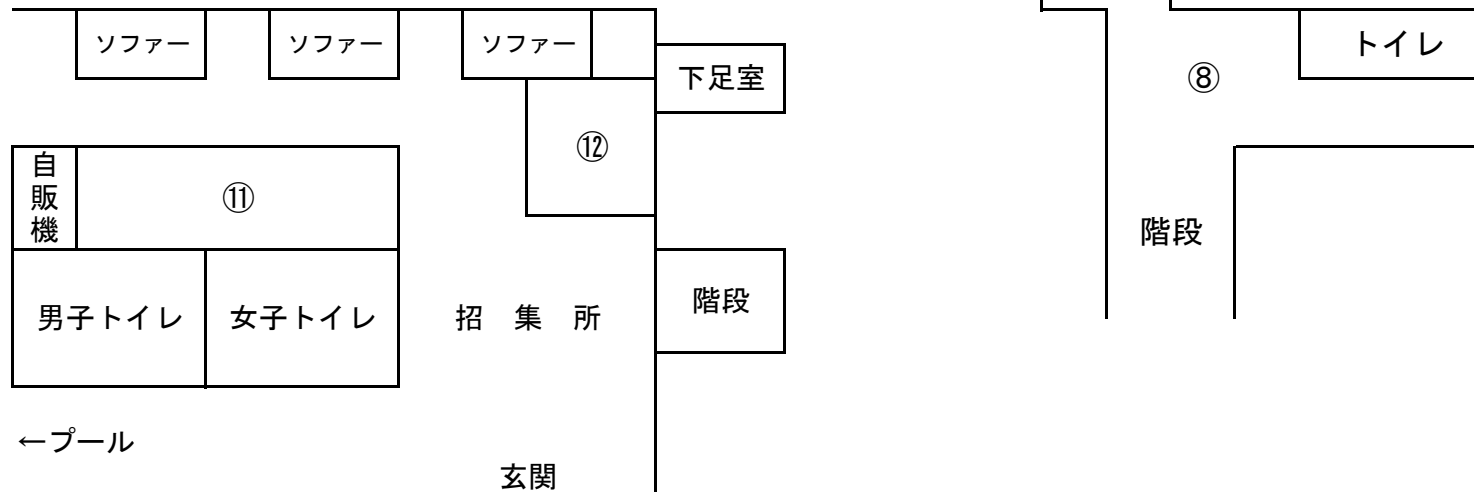 ソファー ソファー ソファー
下足室
トイレ
⑧
⑫
自販機
⑪
階段
男子トイレ 女子トイレ 招 集 所 階段
←プール
玄関